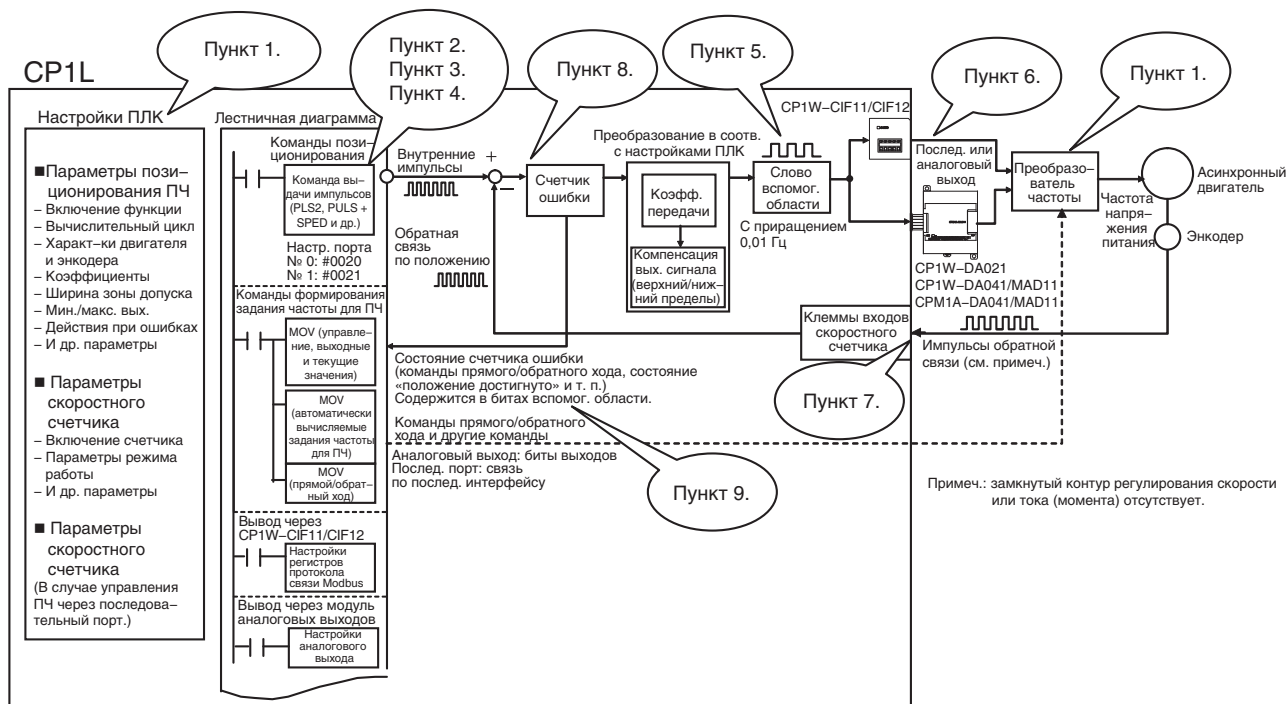 Пункт 1.
Пункт 2.
Пункт 3.
Пункт 4.
Пункт 8.
Пункт 5.
Пункт 6.
Пункт 1.
CP1L
Настройки ПЛК
■Параметры пози–
ционирования ПЧ
– Включение функции
– Вычислительный цикл
– Характ–ки двигателя
и энкодера
– Коэффициенты
– Ширина зоны допуска
– Мин./макс. вых.
– Действия при ошибках
– И др. параметры
■ Параметры
скоростного
счетчика
– Включение счетчика
– Параметры режима
работы
– И др. параметры
■ Параметры
скоростного
счетчика
(В случае управления
ПЧ через последова–
тельный порт.)
Лестничная диаграмма
Команды пози–
ционирования
Команда вы–
дачи импульсов
(PLS2, PULS +
SPED и др.)
Настр. порта
№ 0: #0020
№ 1: #0021
Команды формирования
задания частоты для ПЧ
MOV (управле–
ние, выходные
и текущие
значения)
MOV
(автоматически
вычисляемые
задания частоты
для ПЧ)
MOV
(прямой/обрат–
ный ход)
Вывод через
CP1W–CIF11/CIF12
Настройки
регистров
протокола
связи Modbus
Вывод через модуль
аналоговых выходов
Настройки
аналогового
выхода
Внутренние
импульсы
+
–
Обратная
связь
по положению
Счетчик
ошибки
Преобразование в соотв.
с настройками ПЛК
Коэфф.
передачи
Компенсация
вых. сигнала
(верхний/ниж–
ний пределы)
Слово
вспомог.
области
С приращением
0,01 Гц
CP1W–CIF11/CIF12
Послед. или
аналоговый
выход
CP1W–DA021
CP1W–DA041/MAD11
CPM1A–DA041/MAD11
Преобразо–
ватель
частоты
Частота
напря–
жения
питания
Асинхронный
двигатель
Энкодер
Клеммы входов
скоростного
счетчика
Импульсы обратной
связи (см. примеч.)
Пункт 7.
Состояние счетчика ошибки
(команды прямого/обратного хода, состояние
«положение достигнуто» и т. п.)
Содержится в битах вспомог. области.
Команды прямого/обратного
хода и другие команды
Аналоговый выход: биты выходов
Послед. порт: связь
по послед. интерфейсу
Пункт 9.
Примеч.: замкнутый контур регулирования скорости
или тока (момента) отсутствует.